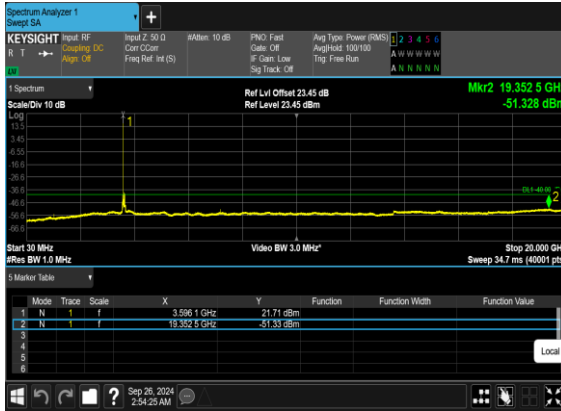 Spectrum Analyzer 1
Swept SA
+
KEYSIGHT Input: RF Input Z: 50 Ω #Atten: 10 dB PNO: Fast Avg Type: Power (RMS) 1 2 3 4 5 6
R T Coupling: DC Corr CCorr Gate: Off Avg|Hold: 100/100 A W W W W W
Align: Off Freq Ref: Int (S) IF Gain: Low Trig: Free Run
Sig Track: Off A N N N N N
1 Spectrum Ref Lvl Offset 23.45 dB Mkr2 19.352 5 GH
Scale/Div 10 dB Ref Level 23.45 dBm -51.328 dBm
Log
13.5
3.45
-6.55
-16.6
-26.6
-36.6
-46.6
-56.6
-66.6
1
DL1 -40.00
2
Start 30 MHz Video BW 3.0 MHz* Stop 20.000 GH
#Res BW 1.0 MHz Sweep 34.7 ms (40001 pts
5 Marker Table
Mode Trace Scale X Y Function Function Width Function Value
1 N 1 f 3.596 1 GHz 21.71 dBm
2 N 1 f 19.352 5 GHz -51.33 dBm
3
4
5
6
Local
? Sep 26, 2024
2:54:25 AM